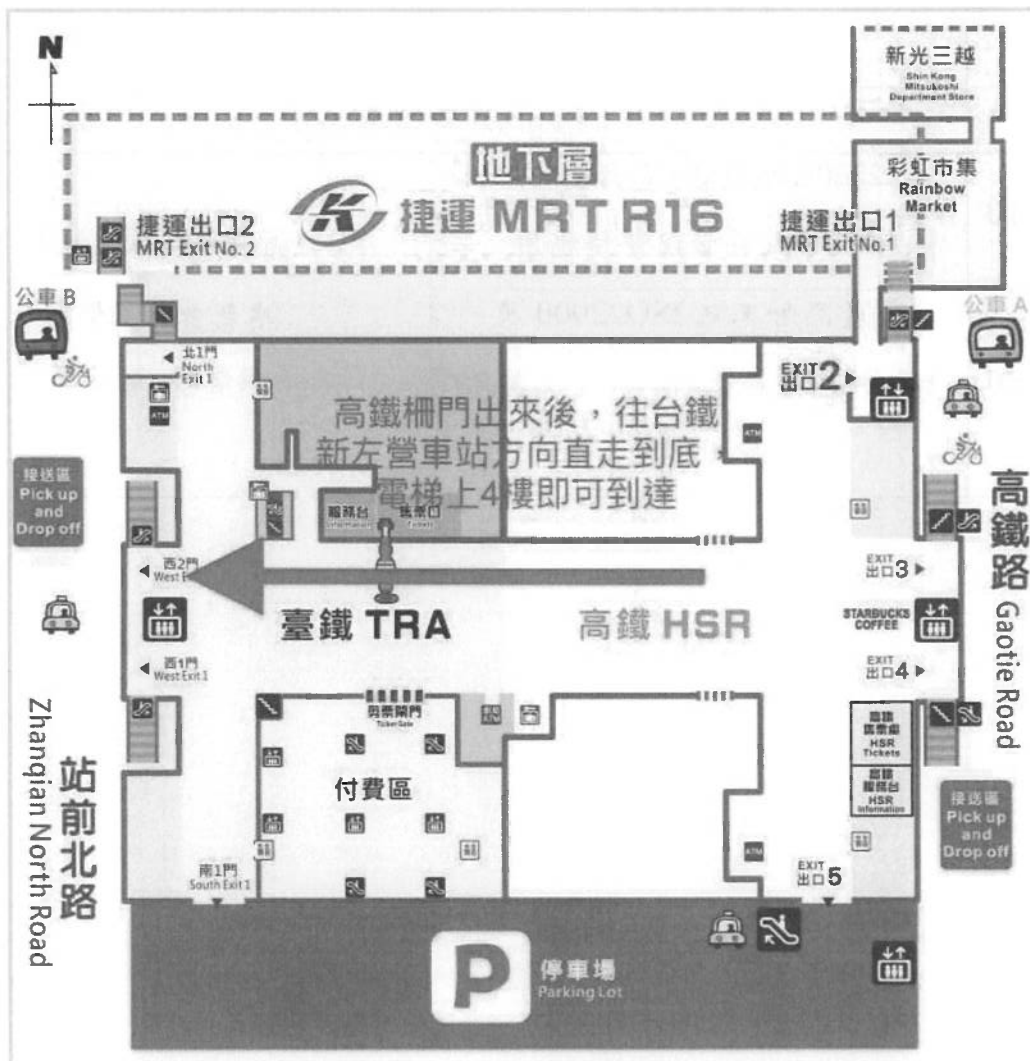 N
新光三越
Shin Kong
Mitsukoshi
Department Store
地下層
捷運 MRT R16
彩虹市集
Rainbow
Market
捷運出口2
MRT Exit No. 2
捷運出口1
MRT Exit No.1
公車 B
公車 A
北1門
North
Exit 1
ATM
EXIT
出口2
ATM
高鐵柵門出來後，往台鐵
新左營車站方向直走到底，
電梯上4樓即可到達
接送區
Pick up
and
Drop off
服務台
Information
售票口
Tickets
高鐵路 Gaotie Road
西2門
West E
EXIT
出口3
臺鐵 TRA
高鐵 HSR
STARBUCKS
COFFEE
西1門
West Exit 1
EXIT
出口4
剪票閘門
Ticket Gate
高鐵
售票處
HSR
Tickets
高鐵
服務台
HSR
Information
付費區
站前北路
Zhanqian North Road
接送區
Pick up
and
Drop off
ATM
南1門
South Exit 1
EXIT
出口5
P
停車場
Parking Lot